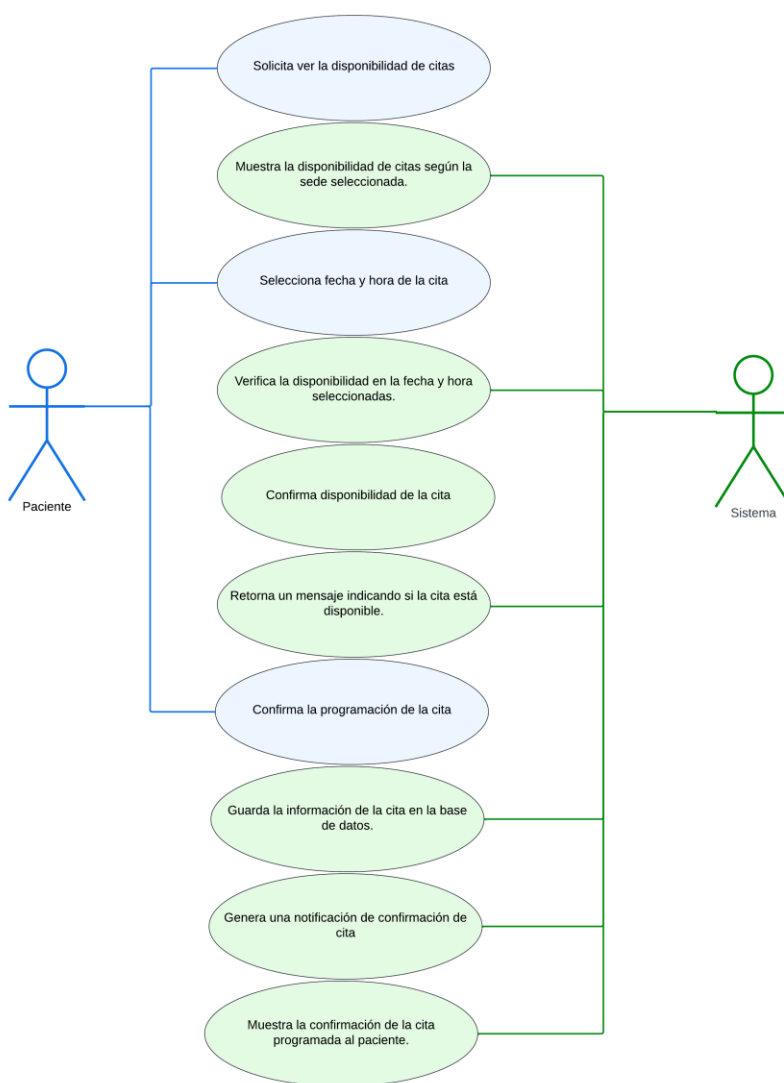 Solicita ver la disponibilidad de citas
Muestra la disponibilidad de citas según la
sede seleccionada.
Selecciona fecha y hora de la cita
Verifica la disponibilidad en la fecha y hora
seleccionadas.
Confirma disponibilidad de la cita
Paciente
Sistema
Retorna un mensaje indicando si la cita está
disponible.
Confirma la programación de la cita
Guarda la información de la cita en la base
de datos.
Genera una notificación de confirmación de
cita
Muestra la confirmación de la cita
programada al paciente.